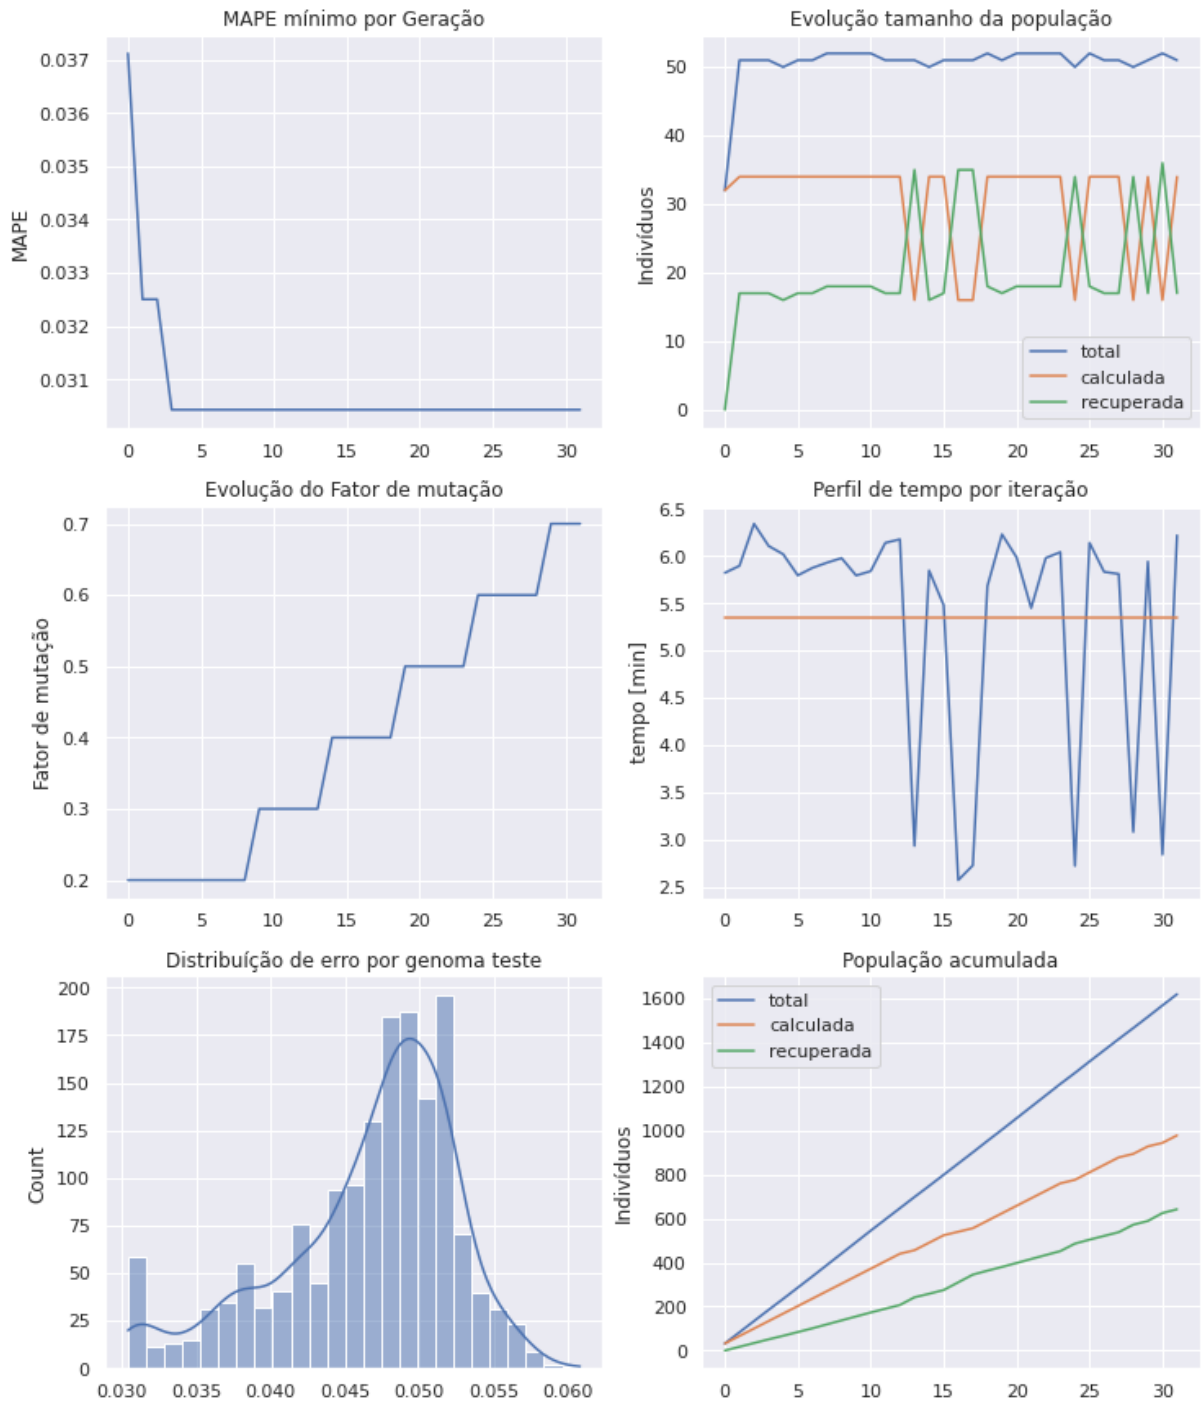 MAPE mínimo por Geração
MAPE
0.037
0.036
0.035
0.034
0.033
0.032
0.031
0 5 10 15 20 25 30
Evolução tamanho da população
Indivíduos
50
40
30
20
10
0
total
calculada
recuperada
0 5 10 15 20 25 30
Evolução do Fator de mutação
Fator de mutação
0.7
0.6
0.5
0.4
0.3
0.2
0 5 10 15 20 25 30
Perfil de tempo por iteração
tempo [min]
6.5
6.0
5.5
5.0
4.5
4.0
3.5
3.0
2.5
0 5 10 15 20 25 30
Distribuíção de erro por genoma teste
Count
200
175
150
125
100
75
50
25
0
0.030 0.035 0.040 0.045 0.050 0.055 0.060
População acumulada
Indivíduos
total
calculada
recuperada
1600
1400
1200
1000
800
600
400
200
0
0 5 10 15 20 25 30